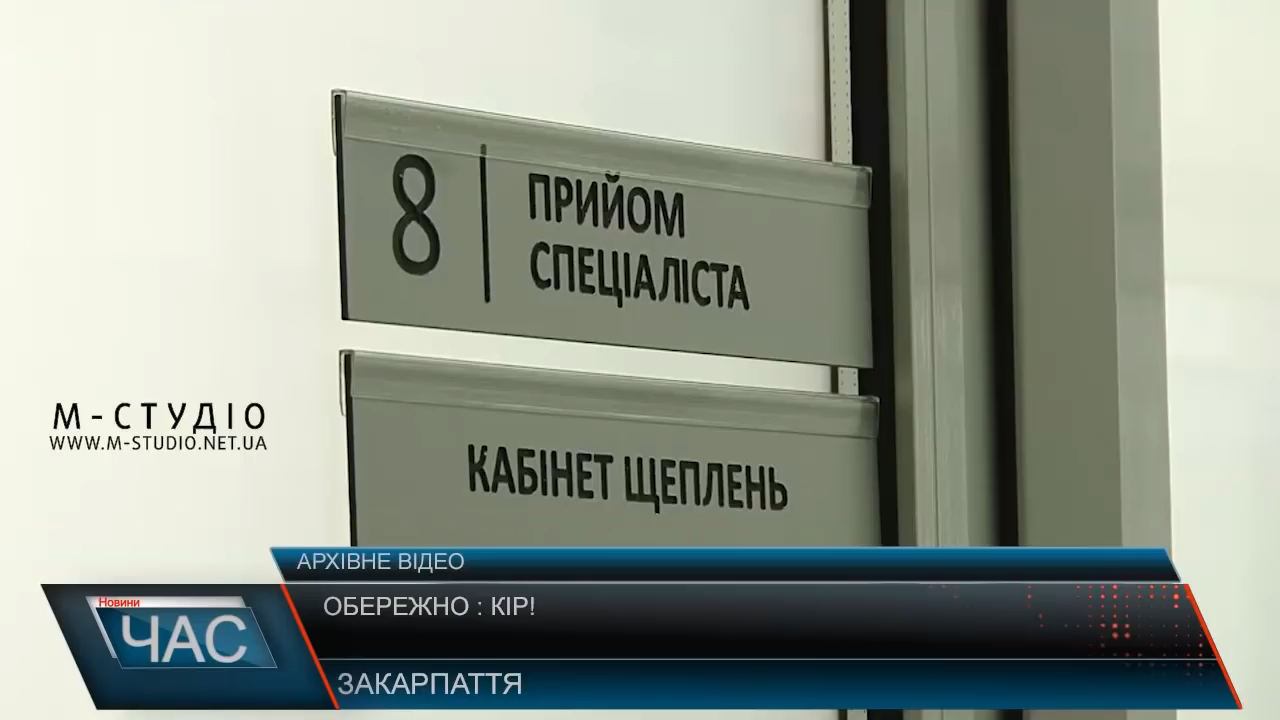 8
ПРИЙОМ
СПЕЦІАЛІСТА
КАБІНЕТ ЩЕПЛЕНЬ
М-СТУДІО
WWW.M-STUDIO.NET.UA
АРХІВНЕ ВІДЕО
Новини
ЧАС
ОБЕРЕЖНО : КІР!
ЗАКАРПАТТЯ